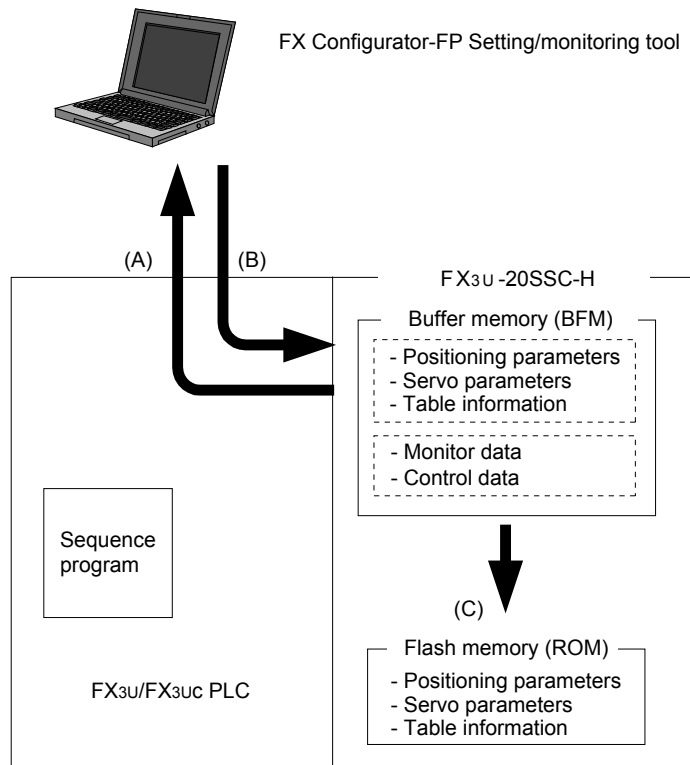 FX Configurator-FP Setting/monitoring tool
(A)
(B)
FX3U-20SSC-H
Buffer memory (BFM)
- Positioning parameters
- Servo parameters
- Table information
- Monitor data
- Control data
Sequence
program
(C)
Flash memory (ROM)
- Positioning parameters
- Servo parameters
- Table information
FX3U/FX3UC PLC